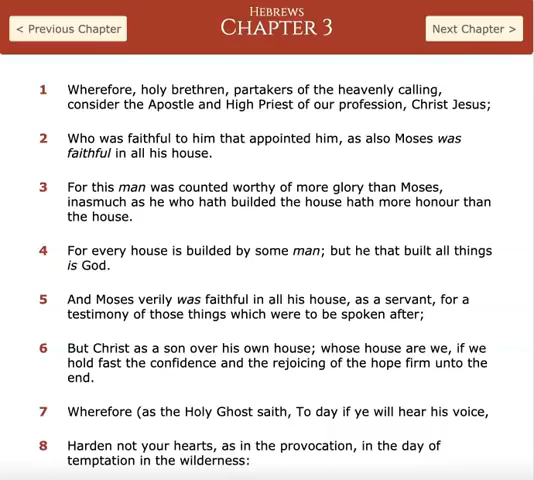 HEBREWS
< Previous Chapter
CHAPTER 3
Next Chapter >
1 Wherefore, holy brethren, partakers of the heavenly calling,
consider the Apostle and High Priest of our profession, Christ Jesus;
2 Who was faithful to him that appointed him, as also Moses was
faithful in all his house.
3 For this man was counted worthy of more glory than Moses,
inasmuch as he who hath builded the house hath more honour than
the house.
4 For every house is builded by some man; but he that built all things
is God.
5 And Moses verily was faithful in all his house, as a servant, for a
testimony of those things which were to be spoken after;
6 But Christ as a son over his own house; whose house are we, if we
hold fast the confidence and the rejoicing of the hope firm unto the
end.
7 Wherefore (as the Holy Ghost saith, To day if ye will hear his voice,
8 Harden not your hearts, as in the provocation, in the day of
temptation in the wilderness: